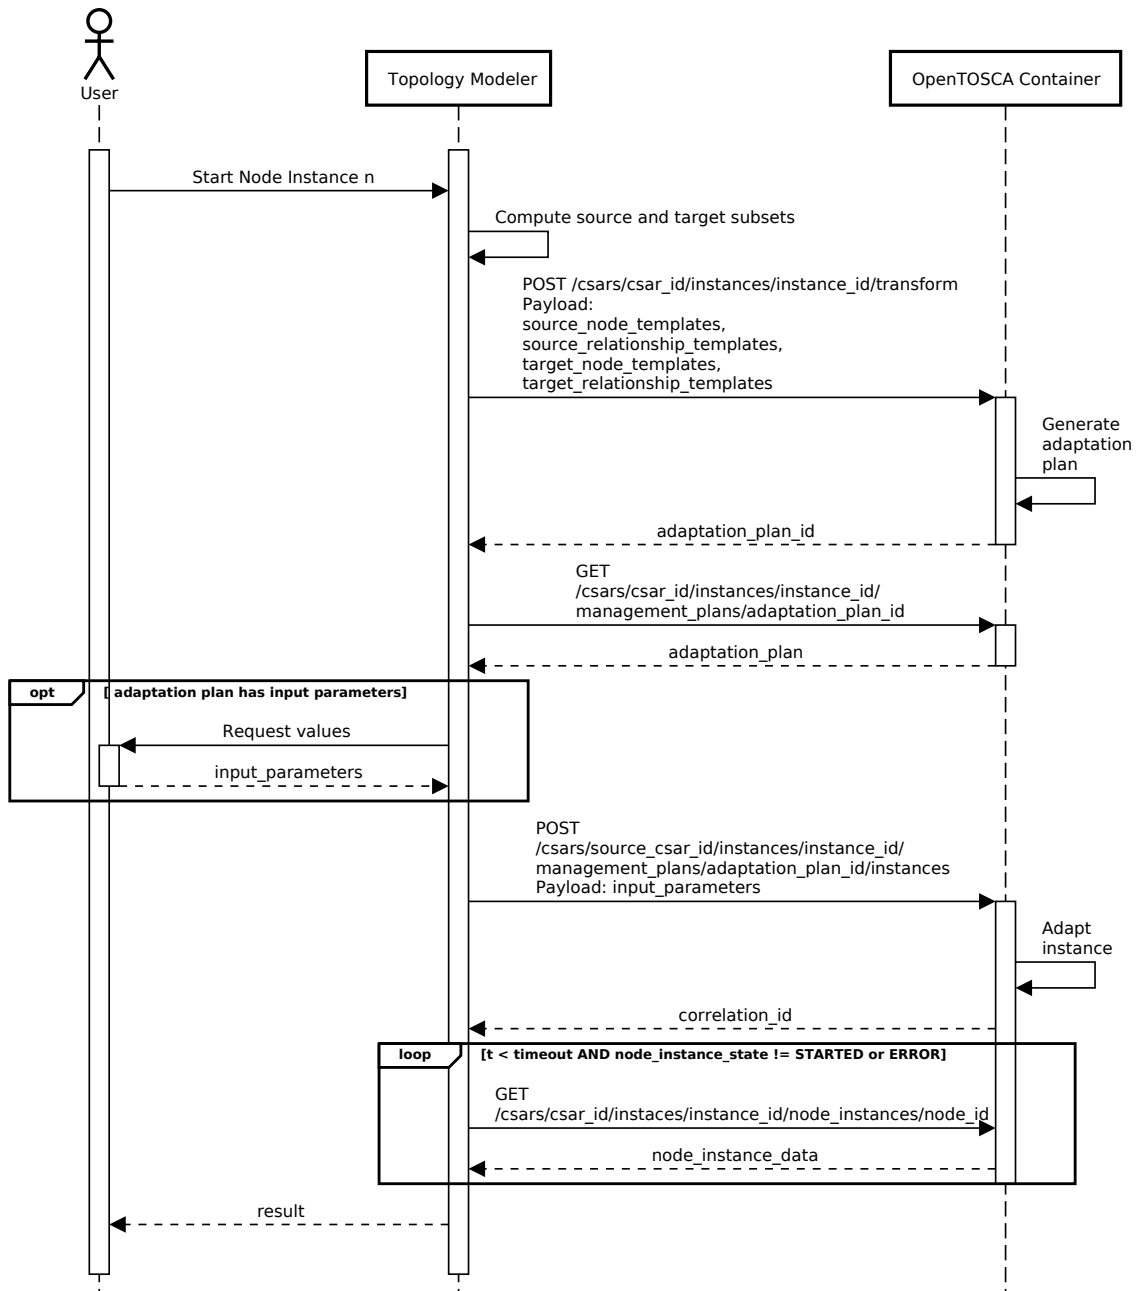 User
Topology Modeler
OpenTOSCA Container
Start Node Instance n
Compute source and target subsets
POST /csars/csar_id/instances/instance_id/transform
Payload:
source_node_templates,
source_relationship_templates,
target_node_templates,
target_relationship_templates
Generate
adaptation
plan
adaptation_plan_id
GET
/csars/csar_id/instances/instance_id/
management_plans/adaptation_plan_id
adaptation_plan
opt
[ adaptation plan has input parameters]
Request values
input_parameters
POST
/csars/source_csar_id/instances/instance_id/
management_plans/adaptation_plan_id/instances
Payload: input_parameters
Adapt
instance
correlation_id
loop
[t < timeout AND node_instance_state != STARTED or ERROR]
GET
/csars/csar_id/instaces/instance_id/node_instances/node_id
node_instance_data
result